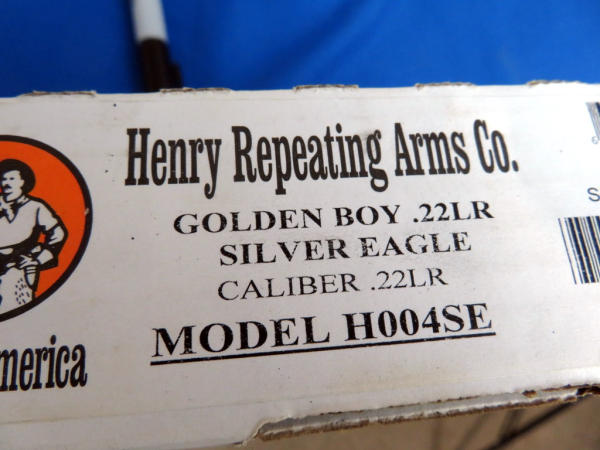 Henry Repeating Arms Co.
GOLDEN BOY .22LR
SILVER EAGLE
CALIBER .22LR
MODEL H004SE
merica
S